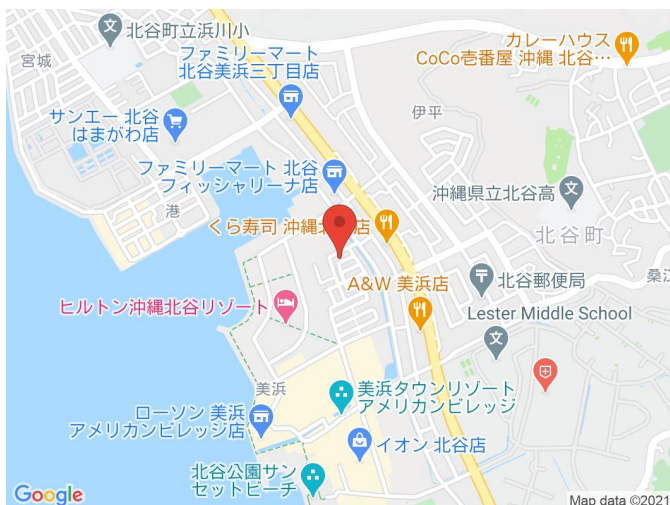 北谷町立浜川小
宮城
ファミリーマート
北谷美浜三丁目店
カレーハウス
CoCo壱番屋 沖縄 北谷…
サンエー 北谷
はまがわ店
伊平
ファミリーマート 北谷
フィッシャリーナ店
沖縄県立北谷高
港
くら寿司 沖縄北 店
北谷町
桑江
A&W 美浜店
北谷郵便局
ヒルトン沖縄北谷リゾート
Lester Middle School
美浜
美浜タウンリゾート
アメリカンビレッジ
ローソン 美浜
アメリカンビレッジ店
イオン 北谷店
北谷公園サン
セットビーチ
Google
Map data ©2021